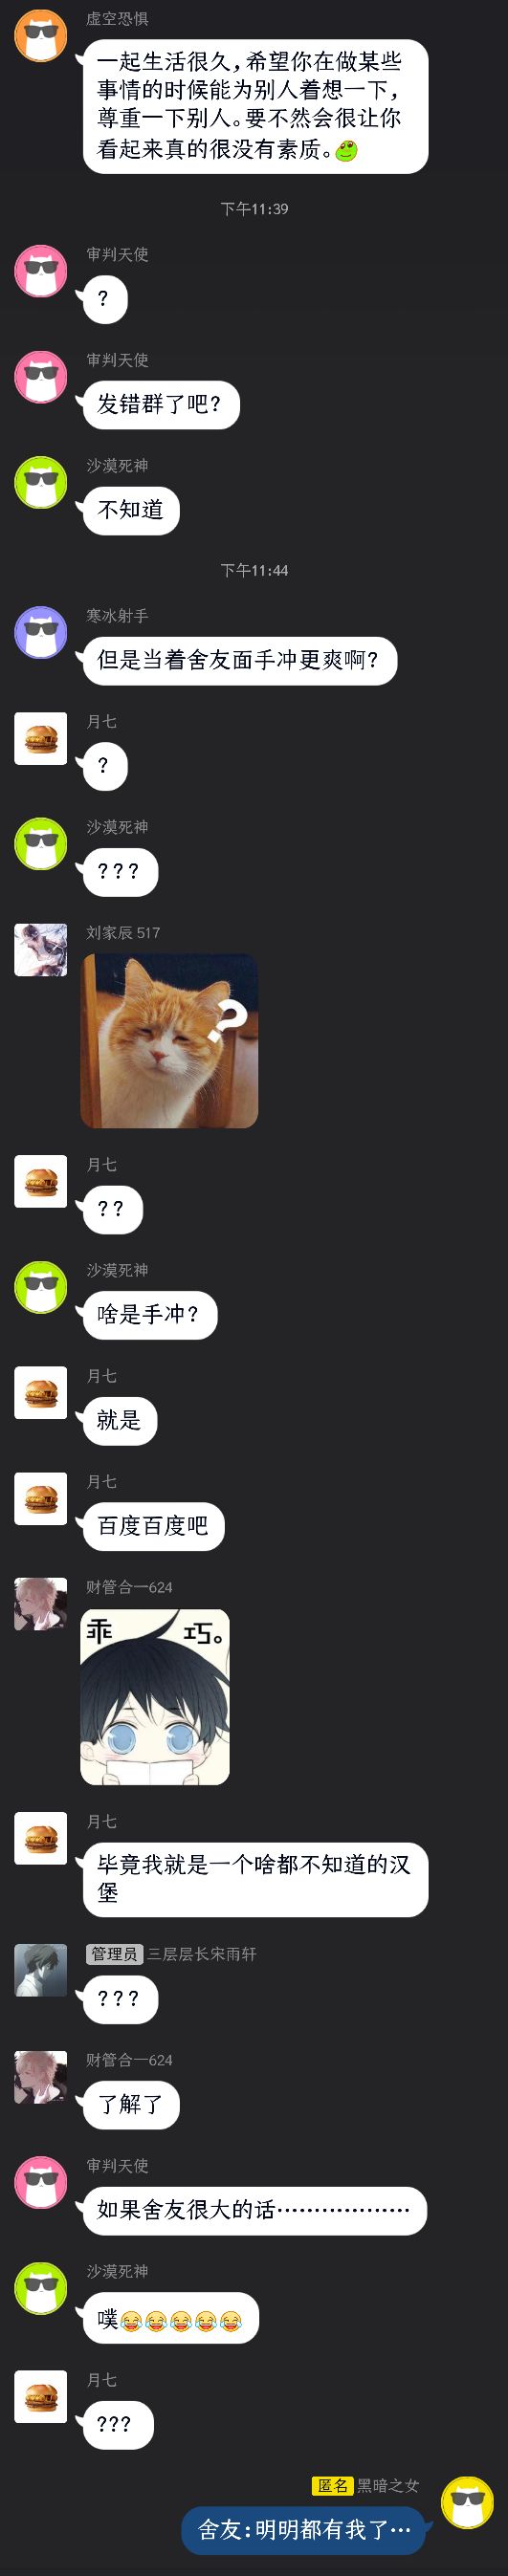 虚空恐惧
一起生活很久,希望你在做某些
事情的时候能为别人着想一下,
尊重一下别人。要不然会很让你
看起来真的很没有素质。
下午11:39
审判天使
?
审判天使
发错群了吧?
沙漠死神
不知道
下午11:44
寒冰射手
但是当着舍友面手冲更爽啊?
月七
?
沙漠死神
???
刘家辰 517
?
月七
??
沙漠死神
啥是手冲?
月七
就是
月七
百度百度吧
财管合一624
乖 巧。
月七
毕竟我就是一个啥都不知道的汉
堡
管理员 三层层长宋雨轩
???
财管合一624
了解了
审判天使
如果舍友很大的话………………
沙漠死神
噗😂😂😂😂😂
月七
???
匿名 黑暗之女
舍友:明明都有我了…